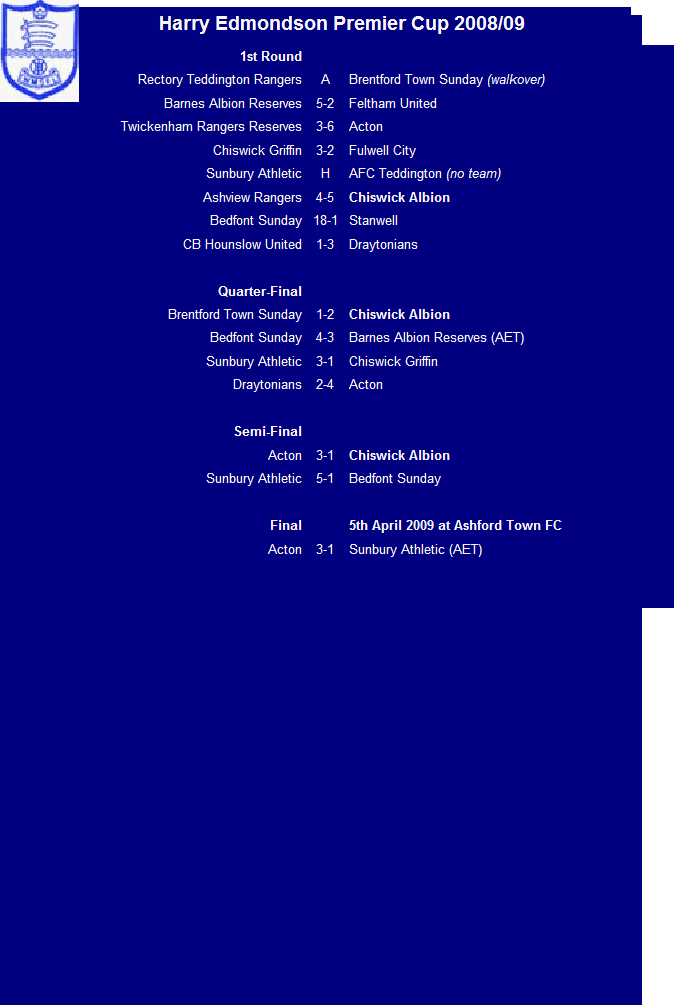 Harry Edmondson Premier Cup 2008/09
1st Round
Rectory Teddington Rangers A Brentford Town Sunday (walkover)
Barnes Albion Reserves 5-2 Feltham United
Twickenham Rangers Reserves 3-6 Acton
Chiswick Griffin 3-2 Fulwell City
Sunbury Athletic H AFC Teddington (no team)
Ashview Rangers 4-5 Chiswick Albion
Bedfont Sunday 18-1 Stanwell
CB Hounslow United 1-3 Draytonians
Quarter-Final
Brentford Town Sunday 1-2 Chiswick Albion
Bedfont Sunday 4-3 Barnes Albion Reserves (AET)
Sunbury Athletic 3-1 Chiswick Griffin
Draytonians 2-4 Acton
Semi-Final
Acton 3-1 Chiswick Albion
Sunbury Athletic 5-1 Bedfont Sunday
Final 5th April 2009 at Ashford Town FC
Acton 3-1 Sunbury Athletic (AET)